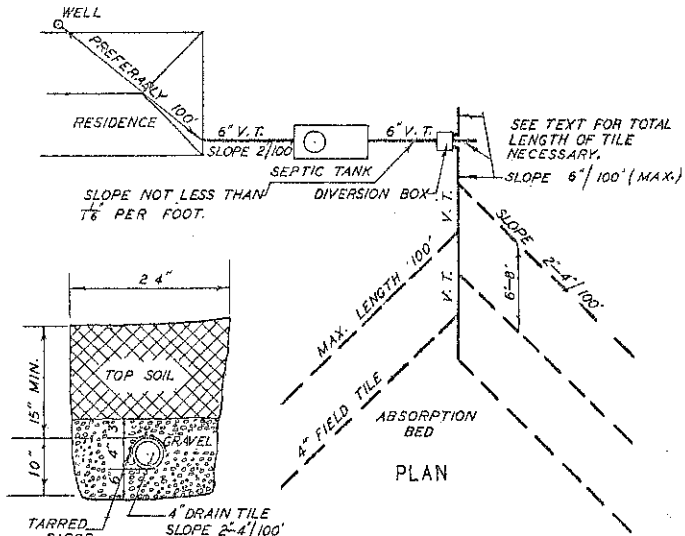 WELL
PREFERABLY 100'
RESIDENCE
6" V.T.
SLOPE 2/100
6" V.T.
SEPTIC TANK
SLOPE NOT LESS THAN
PER FOOT.
DIVERSION BOX
SEE TEXT FOR TOTAL
LENGTH OF TILE
NECESSARY.
SLOPE 6"/100' (MAX.)
V.T.
V.T.
SLOPE 2"-4"/100'
6'-8'
MAX. LENGTH 100'
4" FIELD TILE
ABSORPTION
BED
PLAN
24"
15" MIN.
TOP SOIL
10"
3"
4"
6"
GRAVEL
TARRED
4" DRAIN TILE
SLOPE 2"-4"/100'